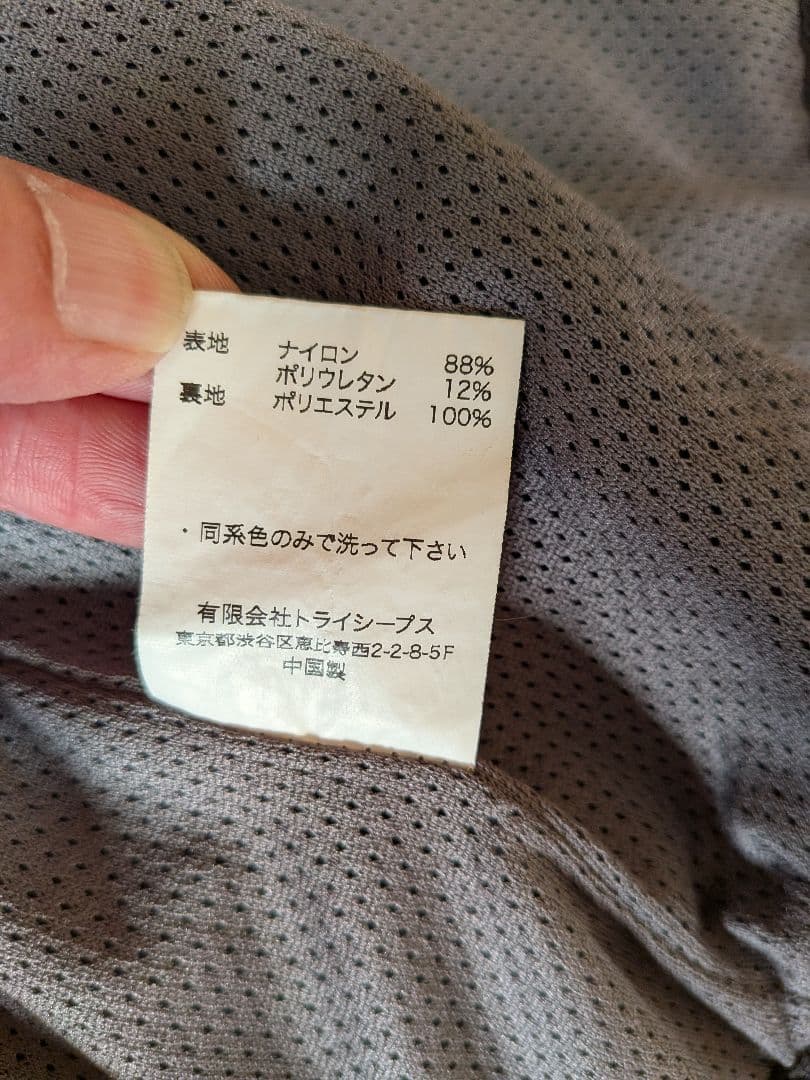 表地 ナイロン 88%
ポリウレタン 12%
裏地 ポリエステル 100%
・同系色のみで洗って下さい
有限会社トライシープス
東京都渋谷区恵比寿西2-2-8-5F
中国製